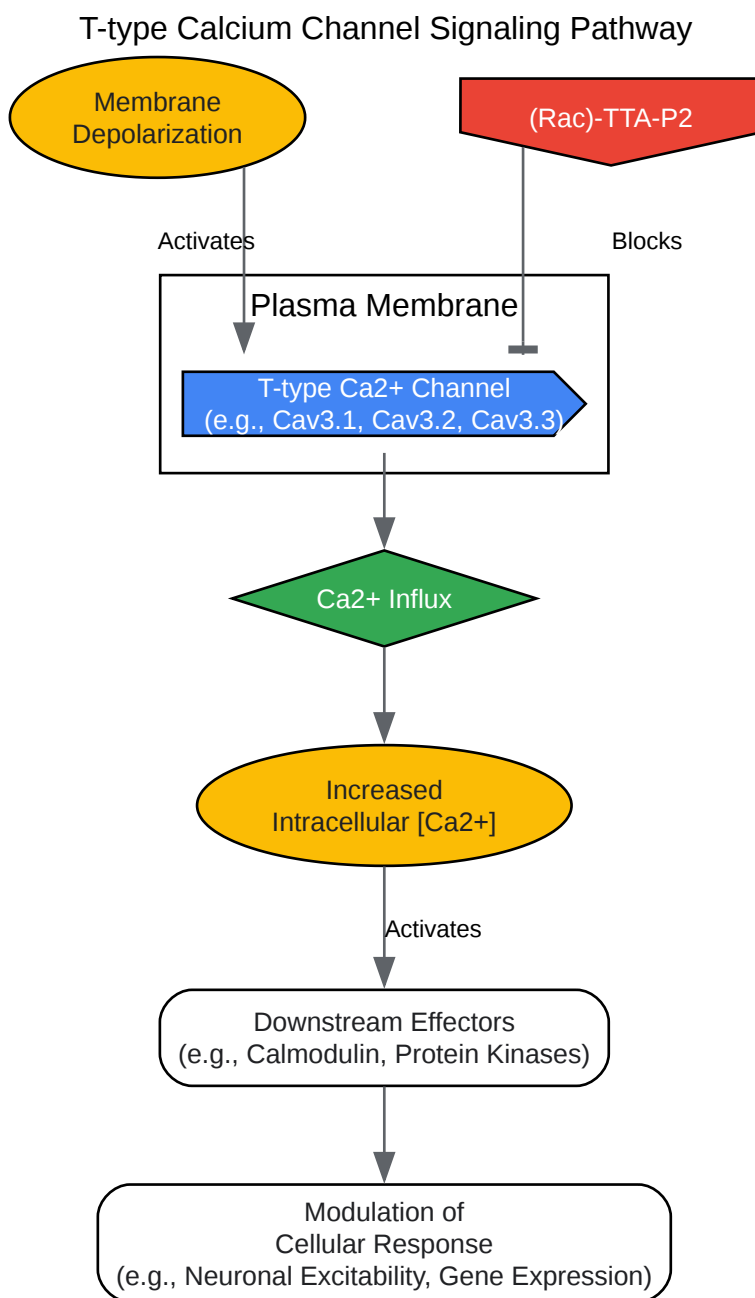 T-type Calcium Channel Signaling Pathway
Membrane
Depolarization
(Rac)-TTA-P2
Activates
Blocks
Plasma Membrane
T-type Ca2+ Channel
(e.g., Cav3.1, Cav3.2, Cav3.3)
Ca2+ Influx
Increased
Intracellular [Ca2+]
Activates
Downstream Effectors
(e.g., Calmodulin, Protein Kinases)
Modulation of
Cellular Response
(e.g., Neuronal Excitability, Gene Expression)